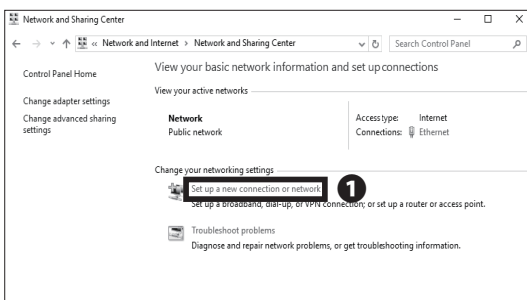 Network and Sharing Center
« Network and Internet > Network and Sharing Center
Search Control Panel
Control Panel Home
Change adapter settings
Change advanced sharing
settings
View your basic network information and set up connections
View your active networks
Network
Public network
Access type: Internet
Connections: Ethernet
Change your networking settings
Set up a new connection or network
1
Set up a broadband, dial-up, or VPN connection; or set up a router or access point.
Troubleshoot problems
Diagnose and repair network problems, or get troubleshooting information.